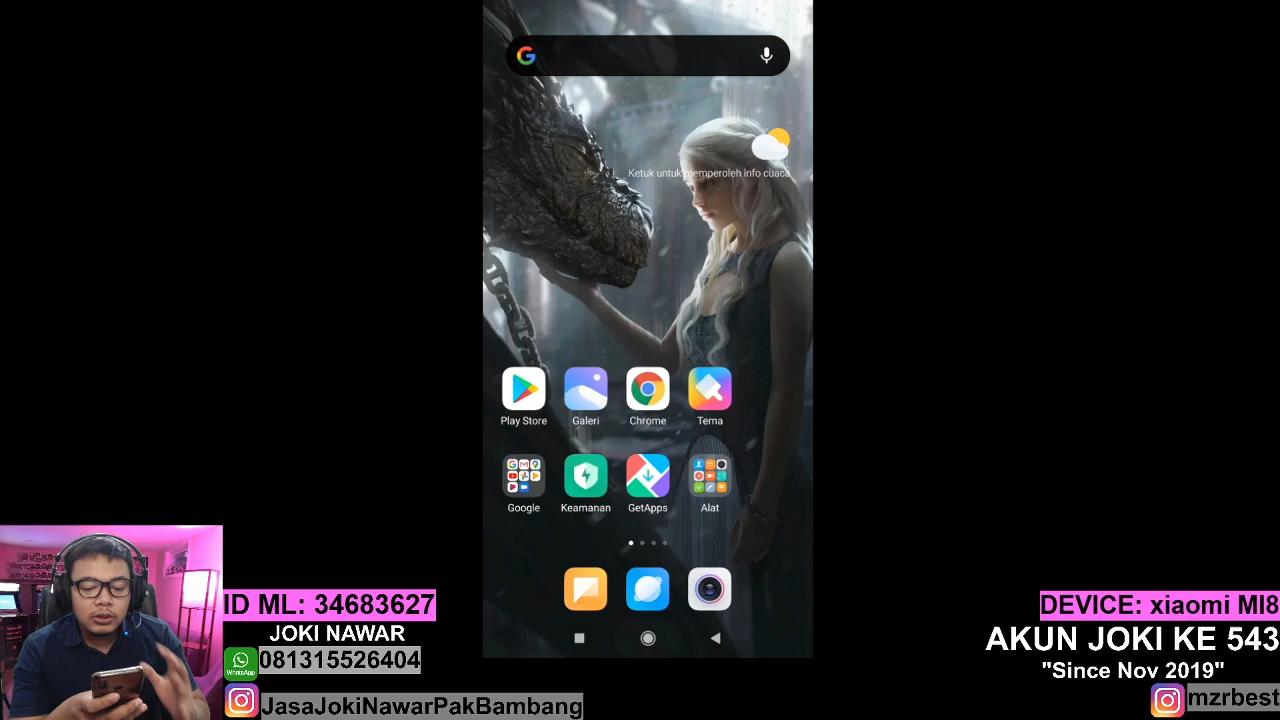 Ketuk untuk memperoleh info cuaca
Play Store
Galeri
Chrome
Tema
Google
Keamanan
GetApps
Alat
ID ML: 34683627
JOKI NAWAR
WhatsApp
081315526404
JasaJokiNawarPakBambang
DEVICE: xiaomi MI8
AKUN JOKI KE 543
"Since Nov 2019"
mzrbest